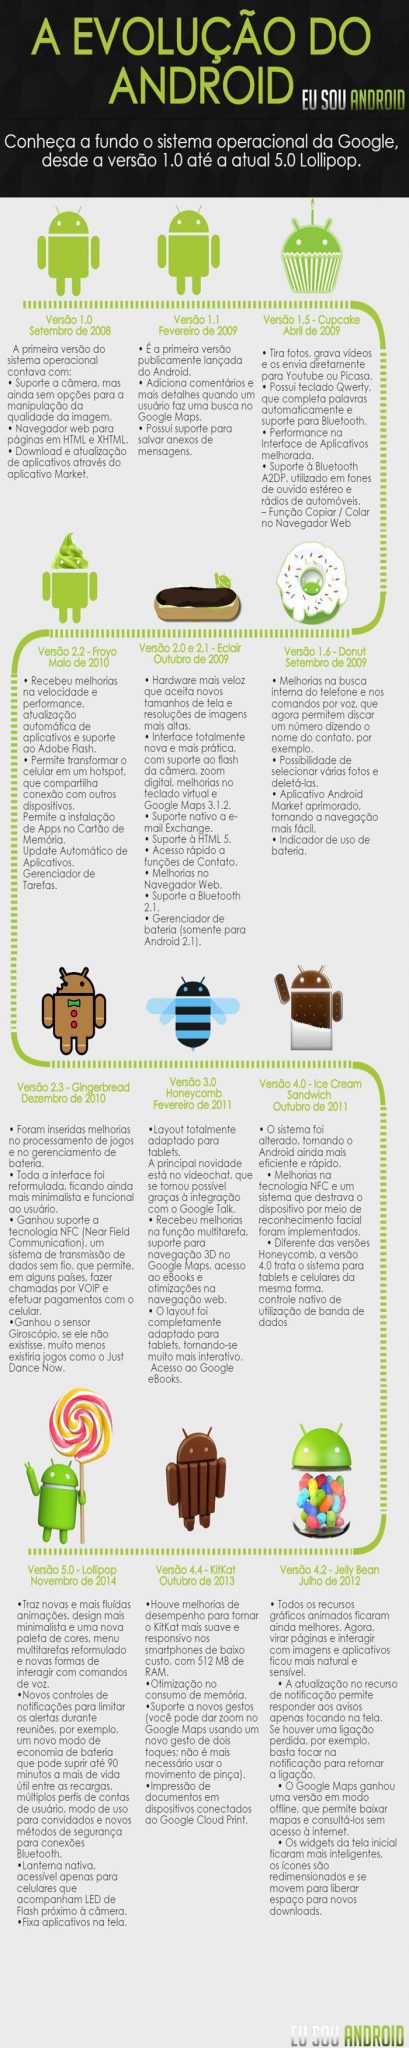 A EVOLUÇÃO DO
ANDROID
EU SOU ANDROID
Conheça a fundo o sistema operacional da Google,
desde a versão 1.0 até a atual 5.0 Lollipop.
Versão 1.0
Setembro de 2008
A primeira versão do
sistema operacional
contava com:
• Suporte a câmera, mas
ainda sem opções para a
manipulação da
qualidade da imagem.
• Navegador web para
páginas em HTML e XHTML.
• Download e atualização
de aplicativos através do
aplicativo Market.
Versão 1.1
Fevereiro de 2009
• É a primeira versão
publicamente lançada
do Android.
• Adiciona comentários e
mais detalhes quando um
usuário faz uma busca no
Google Maps.
• Possui suporte para
salvar anexos de
mensagens.
Versão 1.5 - Cupcake
Abril de 2009
• Tira fotos, grava vídeos
e os envia diretamente
para Youtube ou Picasa.
• Possui teclado Qwerty,
que completa palavras
automaticamente e
suporte para Bluetooth.
• Performance na
Interface de Aplicativos
melhorada.
• Suporte à Bluetooth
A2DP, utilizado em fones
de ouvido estéreo e
rádios de automóveis.
– Função Copiar / Colar
no Navegador Web
Versão 2.2 - Froyo
Maio de 2010
• Recebeu melhorias
na velocidade e
performance,
atualização
automática de
aplicativos e suporte
ao Adobe Flash.
• Permite transformar o
celular em um hotspot,
que compartilha
conexão com outros
dispositivos.
Permite a instalação
de Apps no Cartão de
Memória.
Update Automático de
Aplicativos.
Gerenciador de
Tarefas.
Versão 2.0 e 2.1 - Eclair
Outubro de 2009
• Hardware mais veloz
que aceita novos
tamanhos de tela e
resoluções de imagens
mais altas.
• Interface totalmente
nova e mais prática,
com suporte ao flash
da câmera, zoom
digital, melhorias no
teclado virtual e
Google Maps 3.1.2.
• Suporte nativo a e-
mail Exchange.
• Suporte à HTML 5.
• Acesso rápido a
funções de Contato.
• Melhorias no
Navegador Web.
• Suporte a Bluetooth
2.1.
• Gerenciador de
bateria (somente para
Android 2.1).
Versão 1.6 - Donut
Setembro de 2009
• Melhorias na busca
interna do telefone e nos
comandos por voz, que
agora permitem discar
um número dizendo o
nome do contato, por
exemplo.
• Possibilidade de
selecionar várias fotos e
deletá-las.
• Aplicativo Android
Market aprimorado,
tornando a navegação
mais fácil.
• Indicador de uso de
bateria.
Versão 2.3 - Gingerbread
Dezembro de 2010
• Foram inseridas melhorias
no processamento de jogos
e no gerenciamento de
bateria.
• Toda a interface foi
reformulada, ficando ainda
mais minimalista e funcional
ao usuário.
• Ganhou suporte a
tecnologia NFC (Near Field
Communication), um
sistema de transmissão de
dados sem fio, que permite,
em alguns países, fazer
chamadas por VOIP e
efetuar pagamentos com o
celular.
•Ganhou o sensor
Giroscópio, se ele não
existisse, muito menos
existiria jogos como o Just
Dance Now.
Versão 3.0
Honeycomb
Fevereiro de 2011
•Layout totalmente
adaptado para
tablets.
A principal novidade
está no videochat, que
se tornou possível
graças à integração
com o Google Talk.
• Recebeu melhorias
na função multitarefa,
suporte para
navegação 3D no
Google Maps, acesso
ao eBooks e
otimizações na
navegação web.
• O layout foi
completamente
adaptado para
tablets, tornando-se
muito mais interativo.
Acesso ao Google
eBooks.
Versão 4.0 - Ice Cream
Sandwich
Outubro de 2011
• O sistema foi
alterado, tornando o
Android ainda mais
eficiente e rápido.
• Melhorias na
tecnologia NFC e um
sistema que destrava o
dispositivo por meio de
reconhecimento facial
foram implementados.
• Diferente das versões
Honeycomb, a versão
4.0 trata o sistema para
tablets e celulares da
mesma forma.
controle nativo de
utilização de banda de
dados
Versão 5.0 - Lollipop
Novembro de 2014
•Traz novas e mais fluídas
animações, design mais
minimalista e uma nova
paleta de cores, menu
multitarefas reformulado
e novas formas de
interagir com comandos
de voz.
•Novos controles de
notificações para limitar
os alertas durante
reuniões, por exemplo,
um novo modo de
economia de bateria
que pode suprir até 90
minutos a mais de vida
útil entre as recargas,
múltiplos perfis de contas
de usuário, modo de uso
para convidados e novos
métodos de segurança
para conexões
Bluetooth.
•Lanterna nativa,
acessível apenas para
celulares que
acompanham LED de
Flash próximo à câmera.
•Fixa aplicativos na tela.
Versão 4.4 - KitKat
Outubro de 2013
•Houve melhorias de
desempenho para tornar
o KitKat mais suave e
responsivo nos
smartphones de baixo
custo, com 512 MB de
RAM.
•Otimização no
consumo de memória.
•Suporte a novos gestos
(você pode dar zoom no
Google Maps usando um
novo gesto de dois
toques; não é mais
necessário usar o
movimento de pinça).
•Impressão de
documentos em
dispositivos conectados
ao Google Cloud Print.
Versão 4.2 - Jelly Bean
Julho de 2012
• Todos os recursos
gráficos animados ficaram
ainda melhores. Agora,
virar páginas e interagir
com imagens e aplicativos
ficou mais natural e
sensível.
• A atualização no recurso
de notificação permite
responder aos avisos
apenas tocando na tela.
Se houver uma ligação
perdida, por exemplo,
basta tocar na
notificação para retornar
a ligação.
• O Google Maps ganhou
uma versão em modo
offline, que permite baixar
mapas e consultá-los sem
acesso à internet.
• Os widgets da tela inicial
ficaram mais inteligentes,
os ícones são
redimensionados e se
movem para liberar
espaço para novos
downloads.
EU SOU ANDROID